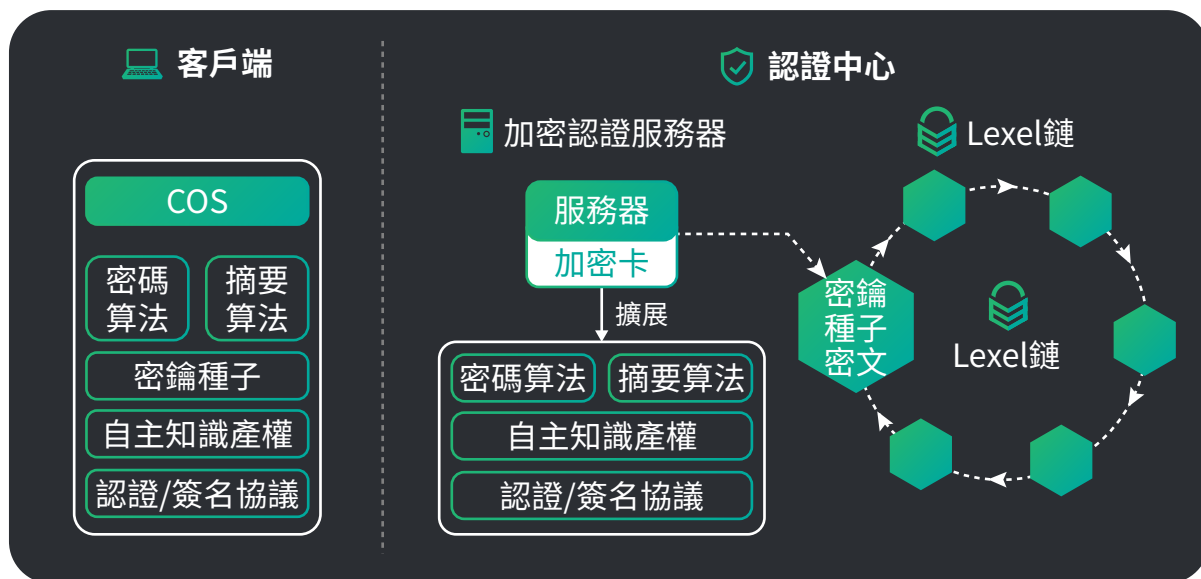 客戶端
COS
密碼
算法
摘要
算法
密鑰種子
自主知識產權
認證/簽名協議
認證中心
加密認證服務器
服務器
加密卡
擴展
密碼算法
摘要算法
自主知識產權
認證/簽名協議
Lexel鏈
密鑰
種子
密文
Lexel鏈